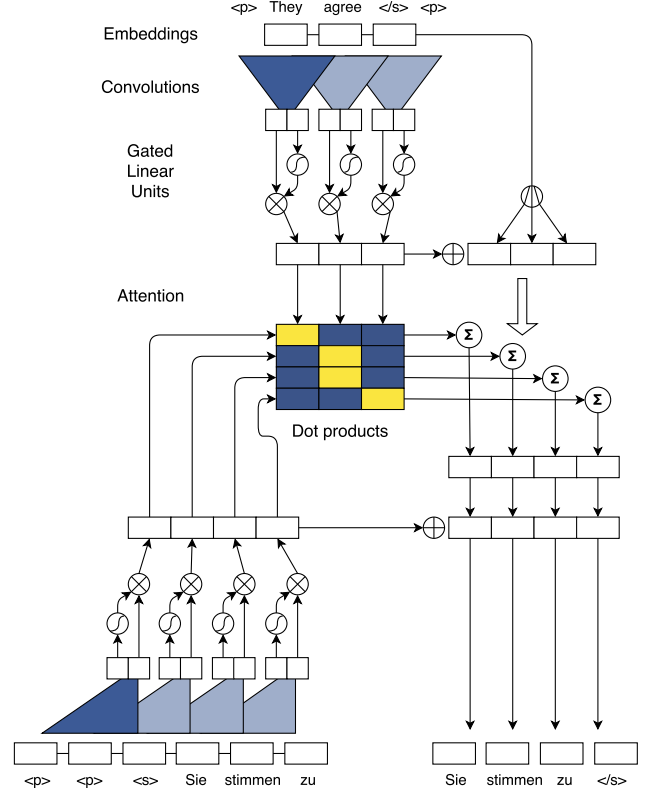 <p> They agree </s> <p>
Embeddings
Convolutions
Gated
Linear
Units
Attention
Σ
Σ
Σ
Σ
Dot products
<p> <p> <s> Sie stimmen zu
Sie stimmen zu </s>